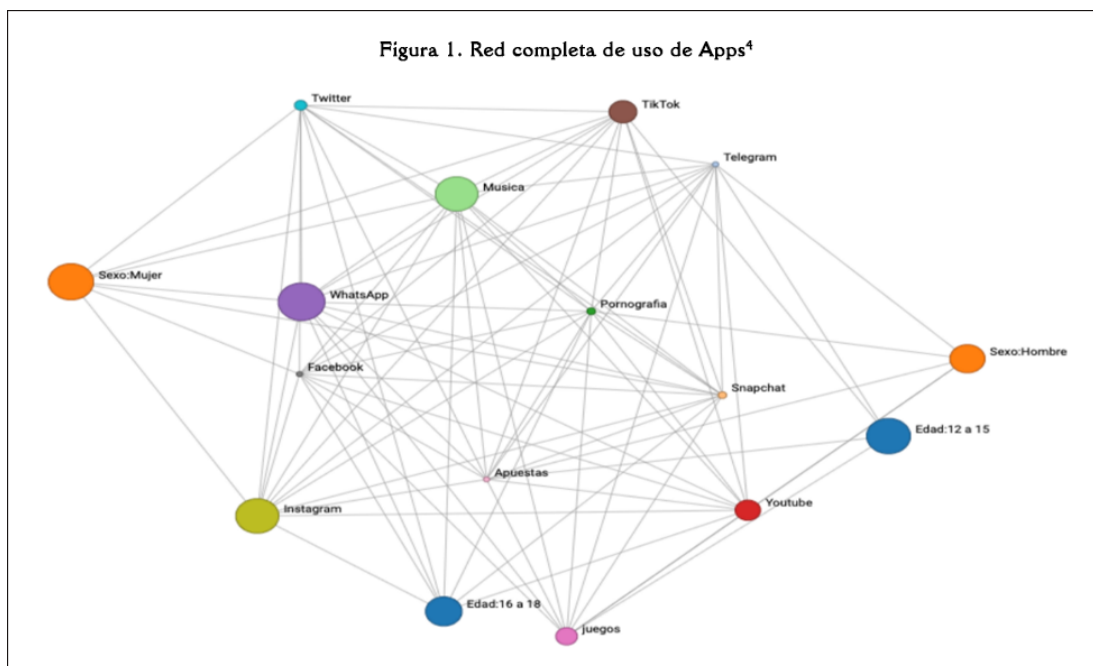 Figura 1. Red completa de uso de Apps⁴
Twitter
TikTok
Telegram
Musica
Sexo:Mujer
WhatsApp
Pornografia
Sexo:Hombre
Facebook
Snapchat
Edad:12 a 15
Apuestas
Instagram
Youtube
Edad:16 a 18
juegos